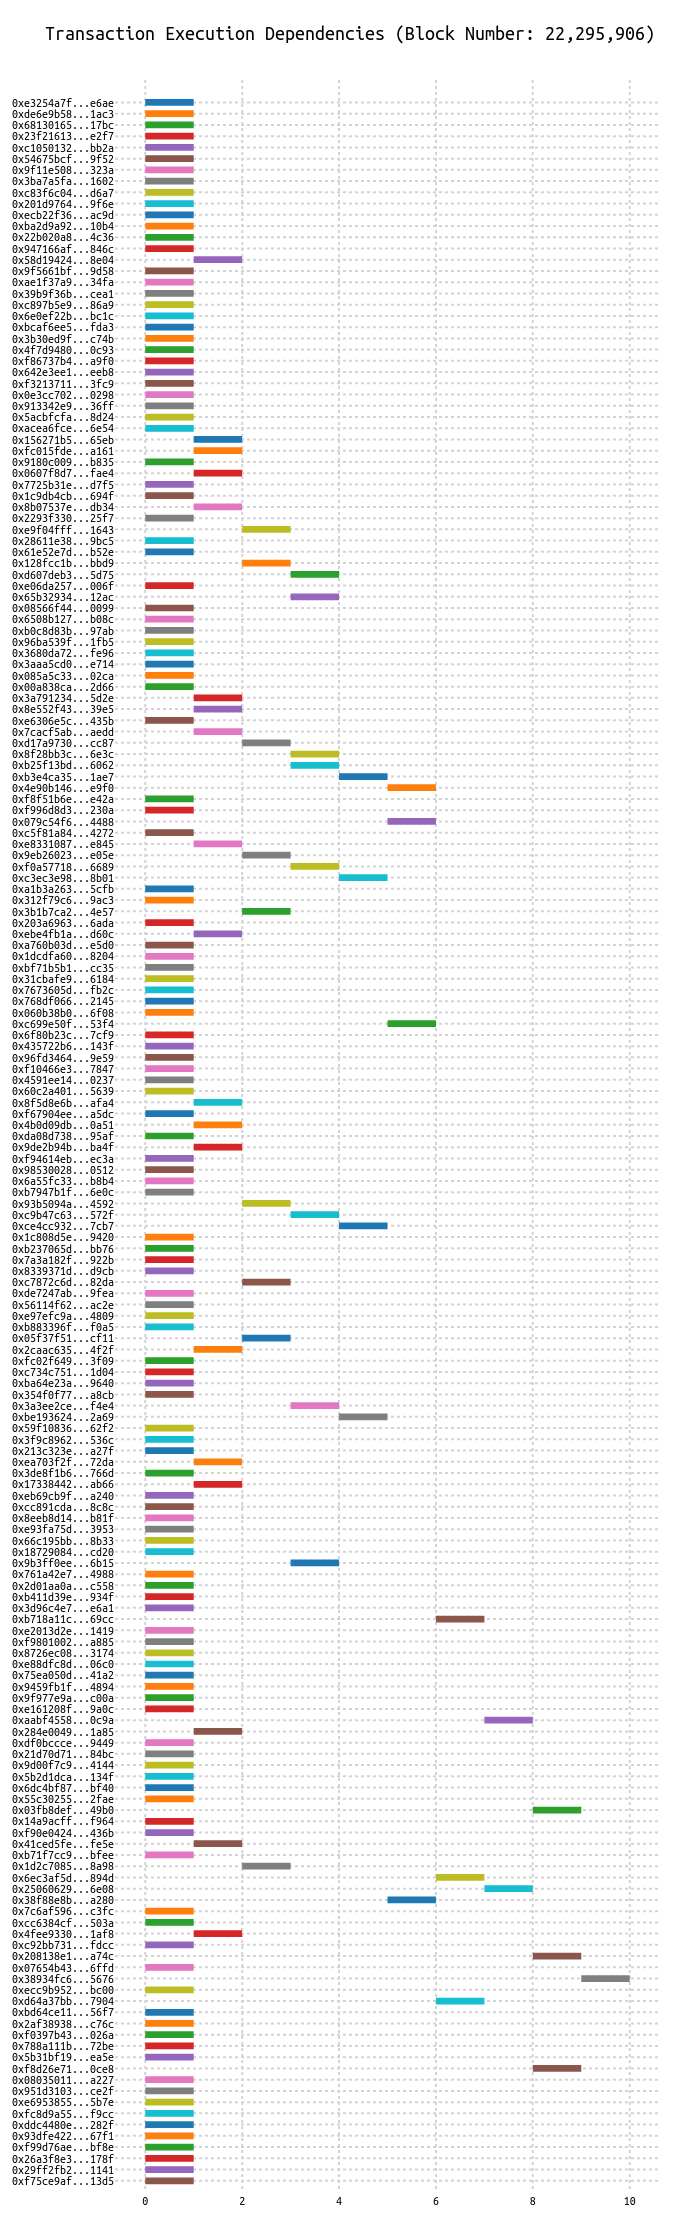 Transaction Execution Dependencies (Block Number: 22,295,906)
0xe3254a7f...e6ae
0xde6e9b58...1ac3
0x68130165...17bc
0x23f21613...e2f7
0xc1050132...bb2a
0x54675bcf...9f52
0x9f11e508...323a
0x3ba7a5fa...1602
0xc83f6c04...d6a7
0x201d9764...9f6e
0xecb22f36...ac9d
0xba2d9a92...10b4
0x22b020a8...4c36
0x947166af...846c
0x58d19424...8e04
0x9f5661bf...9d58
0xae1f37a9...34fa
0x39b9f36b...cea1
0xc897b5e9...86a9
0x6e0ef22b...bc1c
0xbcaf6ee5...fda3
0x3b30ed9f...c74b
0x4f7d9480...0c93
0xf86737b4...a9f0
0x642e3ee1...eeb8
0xf3213711...3fc9
0x0e3cc702...0298
0x913342e9...36ff
0x5acbfcfa...8d24
0xacea6fce...6e54
0x156271b5...65eb
0xfc015fde...a161
0x9180c009...b835
0x0607f8d7...fae4
0x7725b31e...d7f5
0x1c9db4cb...694f
0x8b07537e...db34
0x2293f330...25f7
0xe9f04fff...1643
0x28611e38...9bc5
0x61e52e7d...b52e
0x128fcc1b...bbd9
0xd607deb3...5d75
0xe06da257...006f
0x65b32934...12ac
0x08566f44...0099
0x6508b127...b08c
0xb0c8d83b...97ab
0x96ba539f...1fb5
0x3680da72...fe96
0x3aaa5cd0...e714
0x085a5c33...02ca
0x00a838ca...2d66
0x3a791234...5d2e
0x8e552f43...39e5
0xe6306e5c...435b
0x7cacf5ab...aedd
0xd17a9730...cc87
0x8f28bb3c...6e3c
0xb25f13bd...6062
0xb3e4ca35...1ae7
0x4e90b146...e9f0
0xf8f51b6e...e42a
0xf996d8d3...230a
0x079c54f6...4488
0xc5f81a84...4272
0xe8331087...e845
0x9eb26023...e05e
0xf0a57718...6689
0xc3ec3e98...8b01
0xa1b3a263...5cfb
0x312f79c6...9ac3
0x3b1b7ca2...4e57
0x203a6963...6ada
0xebe4fb1a...d60c
0xa760b03d...e5d0
0x1dcdfa60...8204
0xbf71b5b1...cc35
0x31cbafe9...6184
0x7673605d...fb2c
0x768df066...2145
0x060b38b0...6f08
0xc699e50f...53f4
0x6f80b23c...7cf9
0x435722b6...143f
0x96fd3464...9e59
0xf10466e3...7847
0x4591ee14...0237
0x60c2a401...5639
0x8f5d8e6b...afa4
0xf67904ee...a5dc
0x4b0d09db...0a51
0xda08d738...95af
0x9de2b94b...ba4f
0xf94614eb...ec3a
0x98530028...0512
0x6a55fc33...b8b4
0xb7947b1f...6e0c
0x93b5094a...4592
0xc9b47c63...572f
0xce4cc932...7cb7
0x1c808d5e...9420
0xb237065d...bb76
0x7a3a182f...922b
0x8339371d...d9cb
0xc7872c6d...82da
0xde7247ab...9fea
0x56114f62...ac2e
0xe97efc9a...4809
0xb883396f...f0a5
0x05f37f51...cf11
0x2caac635...4f2f
0xfc02f649...3f09
0xc734c751...1d04
0xba64e23a...9640
0x354f0f77...a8cb
0x3a3ee2ce...f4e4
0xbe193624...2a69
0x59f10836...62f2
0x3f9c8962...536c
0x213c323e...a27f
0xea703f2f...72da
0x3de8f1b6...766d
0x17338442...ab66
0xeb69cb9f...a240
0xcc891cda...8c8c
0x8eeb8d14...b81f
0xe93fa75d...3953
0x66c195bb...8b33
0x18729084...cd20
0x9b3ff0ee...6b15
0x761a42e7...4988
0x2d01aa0a...c558
0xb411d39e...934f
0x3d96c4e7...e6a1
0xb718a11c...69cc
0xe2013d2e...1419
0xf9801002...a885
0x8726ec08...3174
0xe88dfc8d...06c0
0x75ea050d...41a2
0x9459fb1f...4894
0x9f977e9a...c00a
0xe161208f...9a0c
0xaabf4558...0c9a
0x284e0049...1a85
0xdf0bccce...9449
0x21d70d71...84bc
0x9d00f7c9...4144
0x5b2d1dca...134f
0x6dc4bf87...bf40
0x55c30255...2fae
0x03fb8def...49b0
0x14a9acff...f964
0xf90e0424...436b
0x41ced5fe...fe5e
0xb71f7cc9...bfee
0x1d2c7085...8a98
0x6ec3af5d...894d
0x25060629...6e08
0x38f88e8b...a280
0x7c6af596...c3fc
0xcc6384cf...503a
0x4fee9330...1af8
0xc92bb731...fdcc
0x208138e1...a74c
0x07654b43...6ffd
0x38934fc6...5676
0xecc9b952...bc00
0xd64a37bb...7904
0xbd64ce11...56f7
0x2af38938...c76c
0xf0397b43...026a
0x788a111b...72be
0x5b31bf19...ea5e
0xf8d26e71...0ce8
0x08035011...a227
0x951d3103...ce2f
0xe6953855...5b7e
0xfc8d9a55...f9cc
0xddc4480e...282f
0x93dfe422...67f1
0xf99d76ae...bf8e
0x26a3f8e3...178f
0x29ff2fb2...1141
0xf75ce9af...13d5
0 2 4 6 8 10